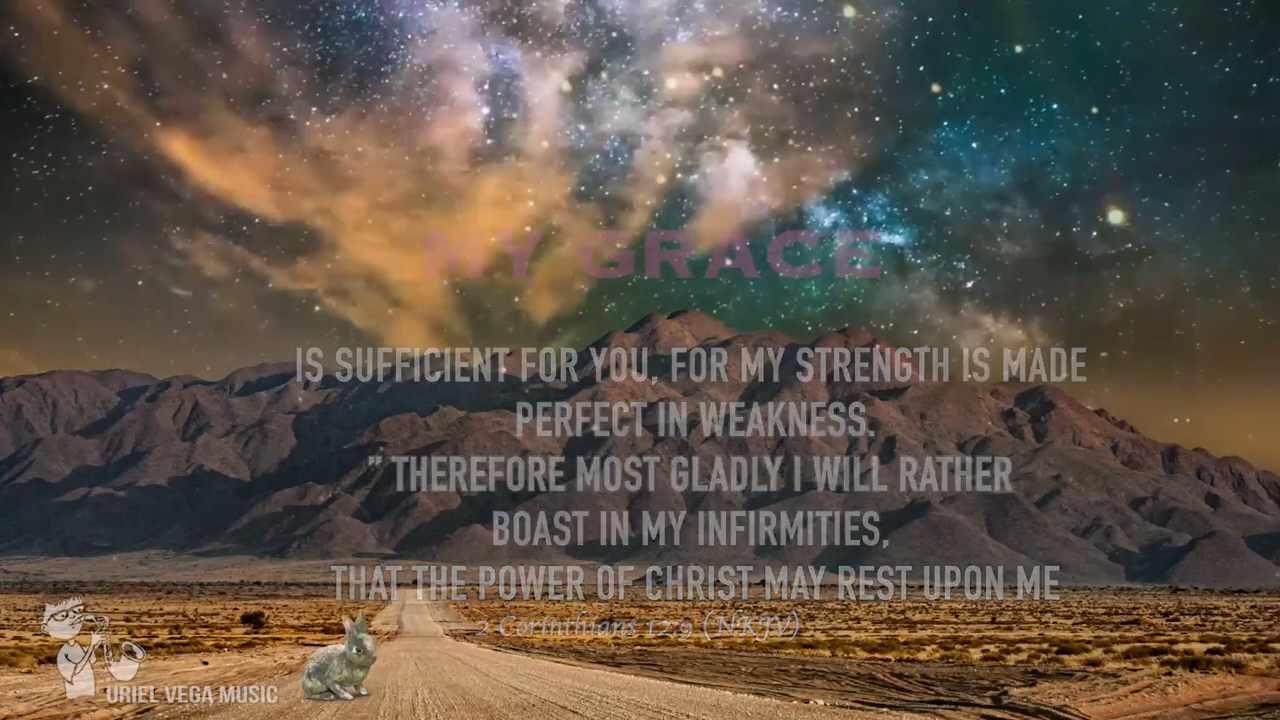 MY GRACE
IS SUFFICIENT FOR YOU, FOR MY STRENGTH IS MADE
PERFECT IN WEAKNESS.
" THEREFORE MOST GLADLY I WILL RATHER
BOAST IN MY INFIRMITIES,
THAT THE POWER OF CHRIST MAY REST UPON ME
2 Corinthians 12:9 (NKJV)
URIEL VEGA MUSIC